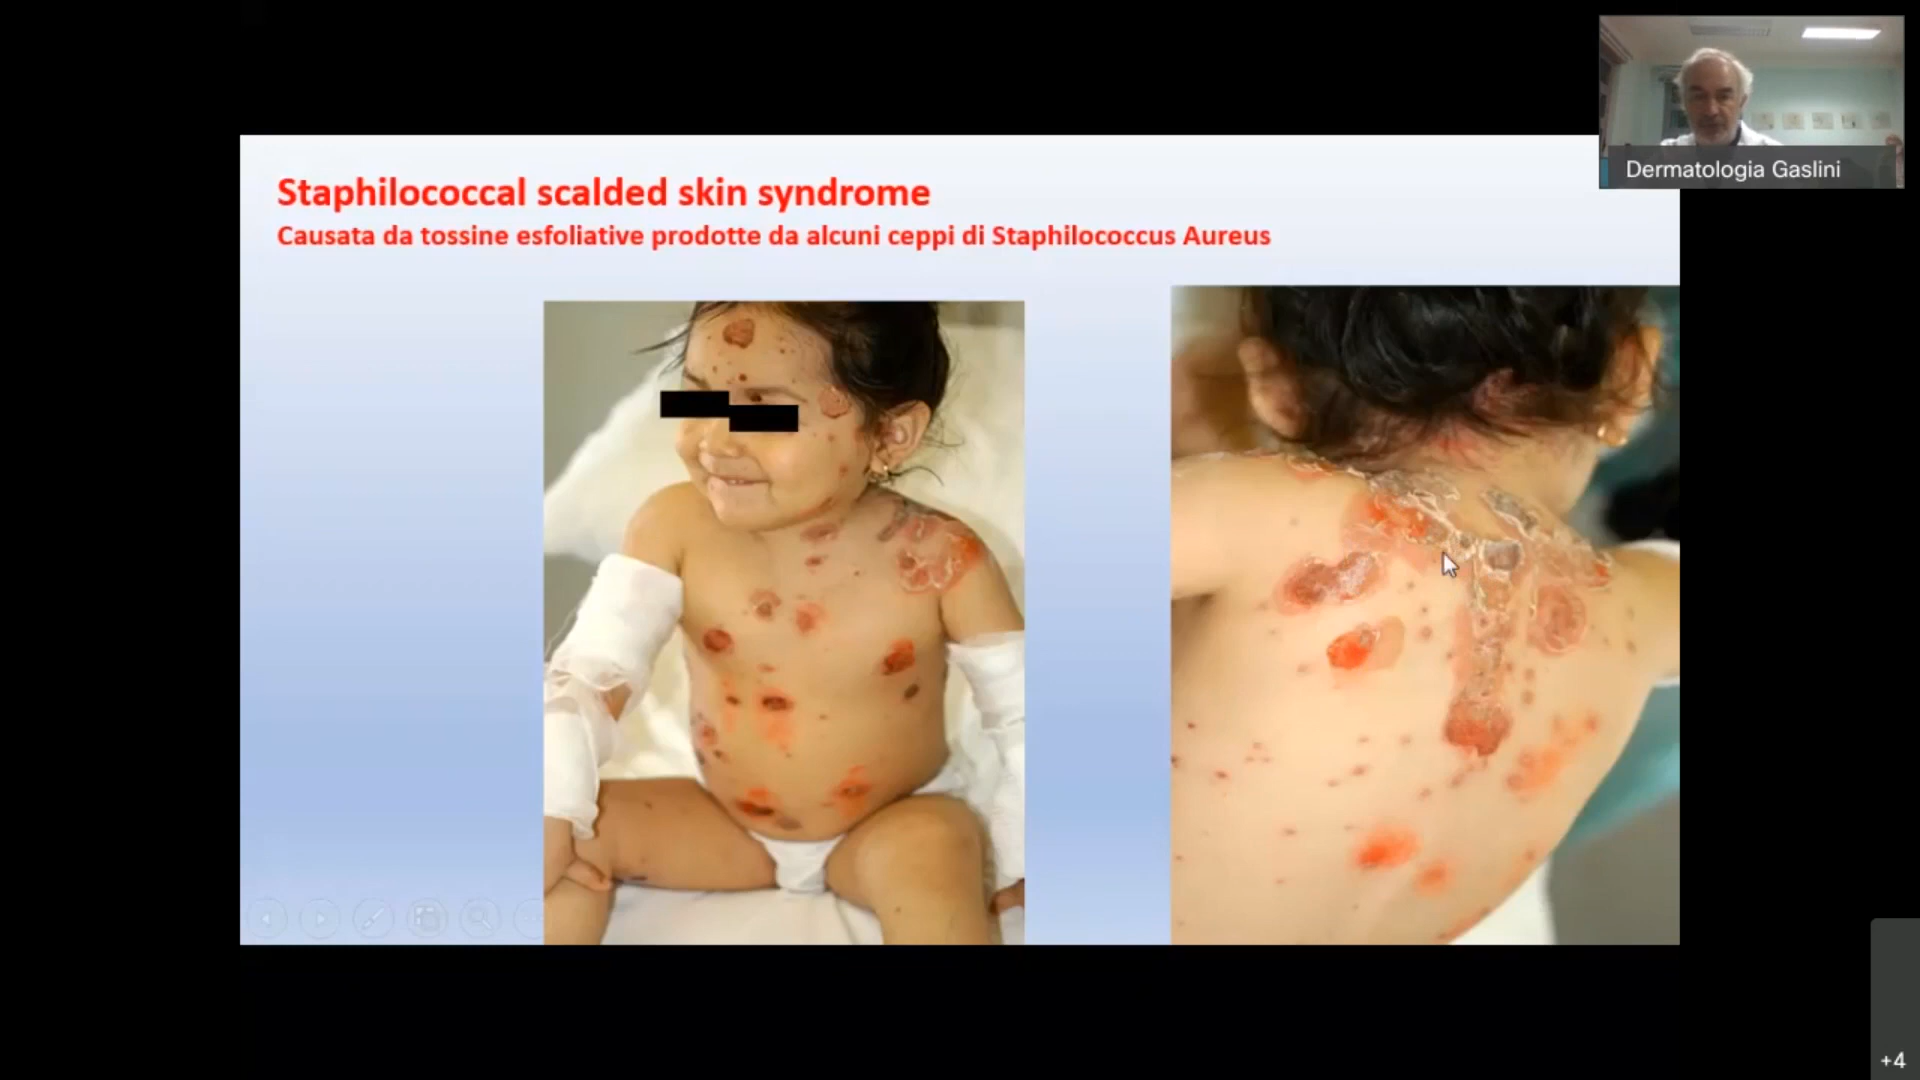 Dermatologia Gaslini
Staphilococcal scalded skin syndrome
Causata da tossine esfoliative prodotte da alcuni ceppi di Staphilococcus Aureus
+4